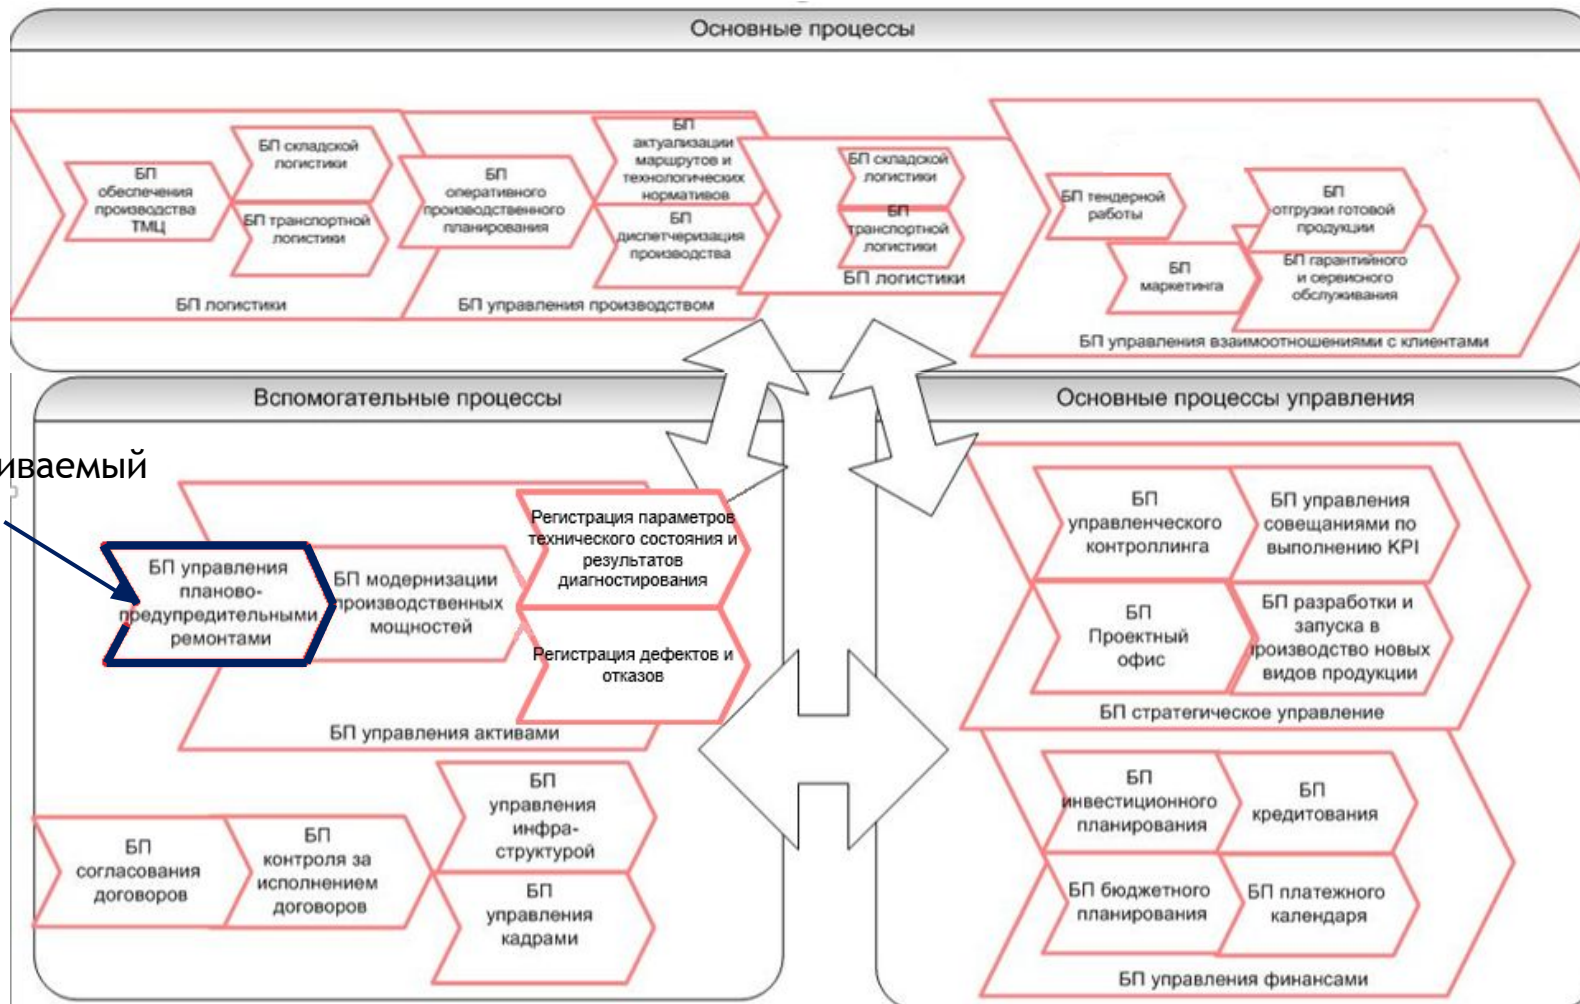 Основные процессы
БП
обеспечения
производства
ТМЦ
БП складской
логистики
БП транспортной
логистики
БП логистики
БП
оперативного
производственного
планирования
БП
актуализации
маршрутов и
технологических
нормативов
БП
диспетчеризация
производства
БП управления производством
БП складской
логистики
БП
транспортной
логистики
БП логистики
БП тендерной
работы
БП
маркетинга
БП
отгрузки готовой
продукции
БП гарантийного
и сервисного
обслуживания
БП управления взаимоотношениями с клиентами
Вспомогательные процессы
иваемый
БП управления
планово-
предупредительными
ремонтами
БП модернизации
производственных
мощностей
Регистрация параметров
технического состояния и
результатов
диагностирования
Регистрация дефектов и
отказов
БП управления активами
БП
согласования
договоров
БП
контроля за
исполнением
договоров
БП
управления
инфра-
структурой
БП
управления
кадрами
Основные процессы управления
БП
управленческого
контроллинга
БП управления
совещаниями по
выполнению KPI
БП
Проектный
офис
БП разработки и
запуска в
производство новых
видов продукции
БП стратегическое управление
БП
инвестиционного
планирования
БП
кредитования
БП бюджетного
планирования
БП платежного
календаря
БП управления финансами